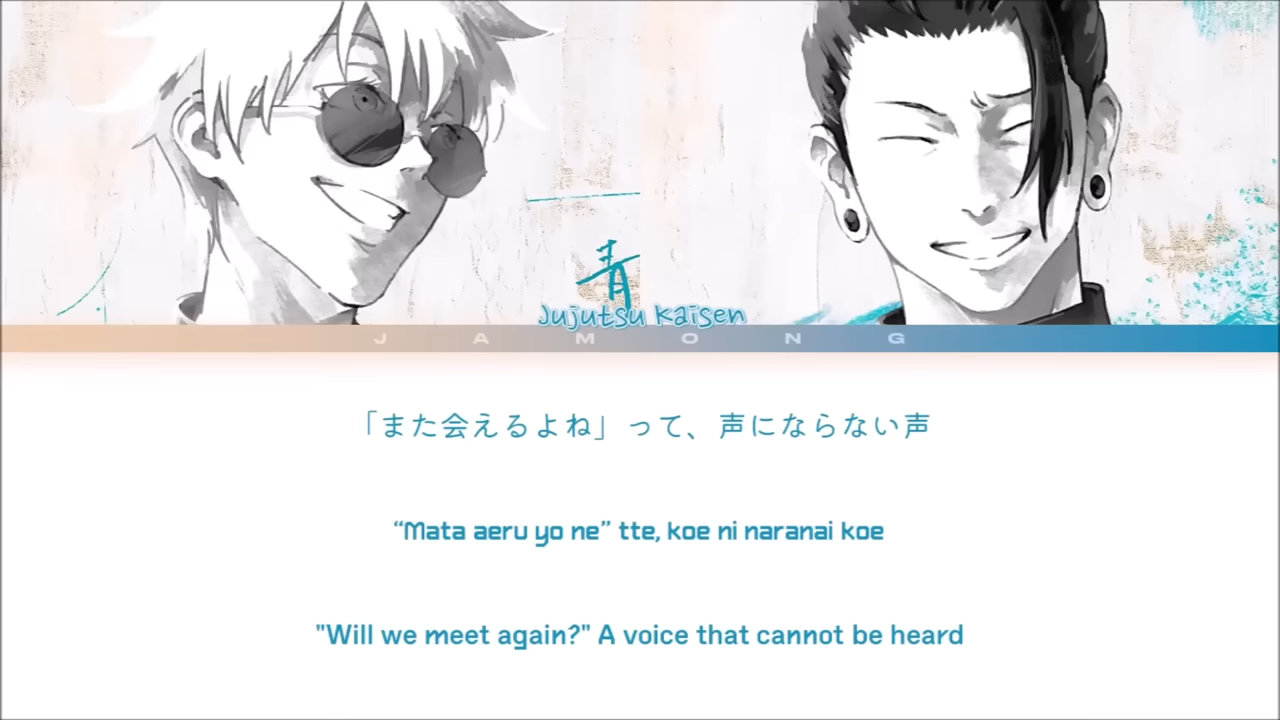 青
Jujutsu Kaisen
J A M O N G
「また会えるよね」って、声にならない声
“Mata aeru yo ne” tte, koe ni naranai koe
"Will we meet again?" A voice that cannot be heard